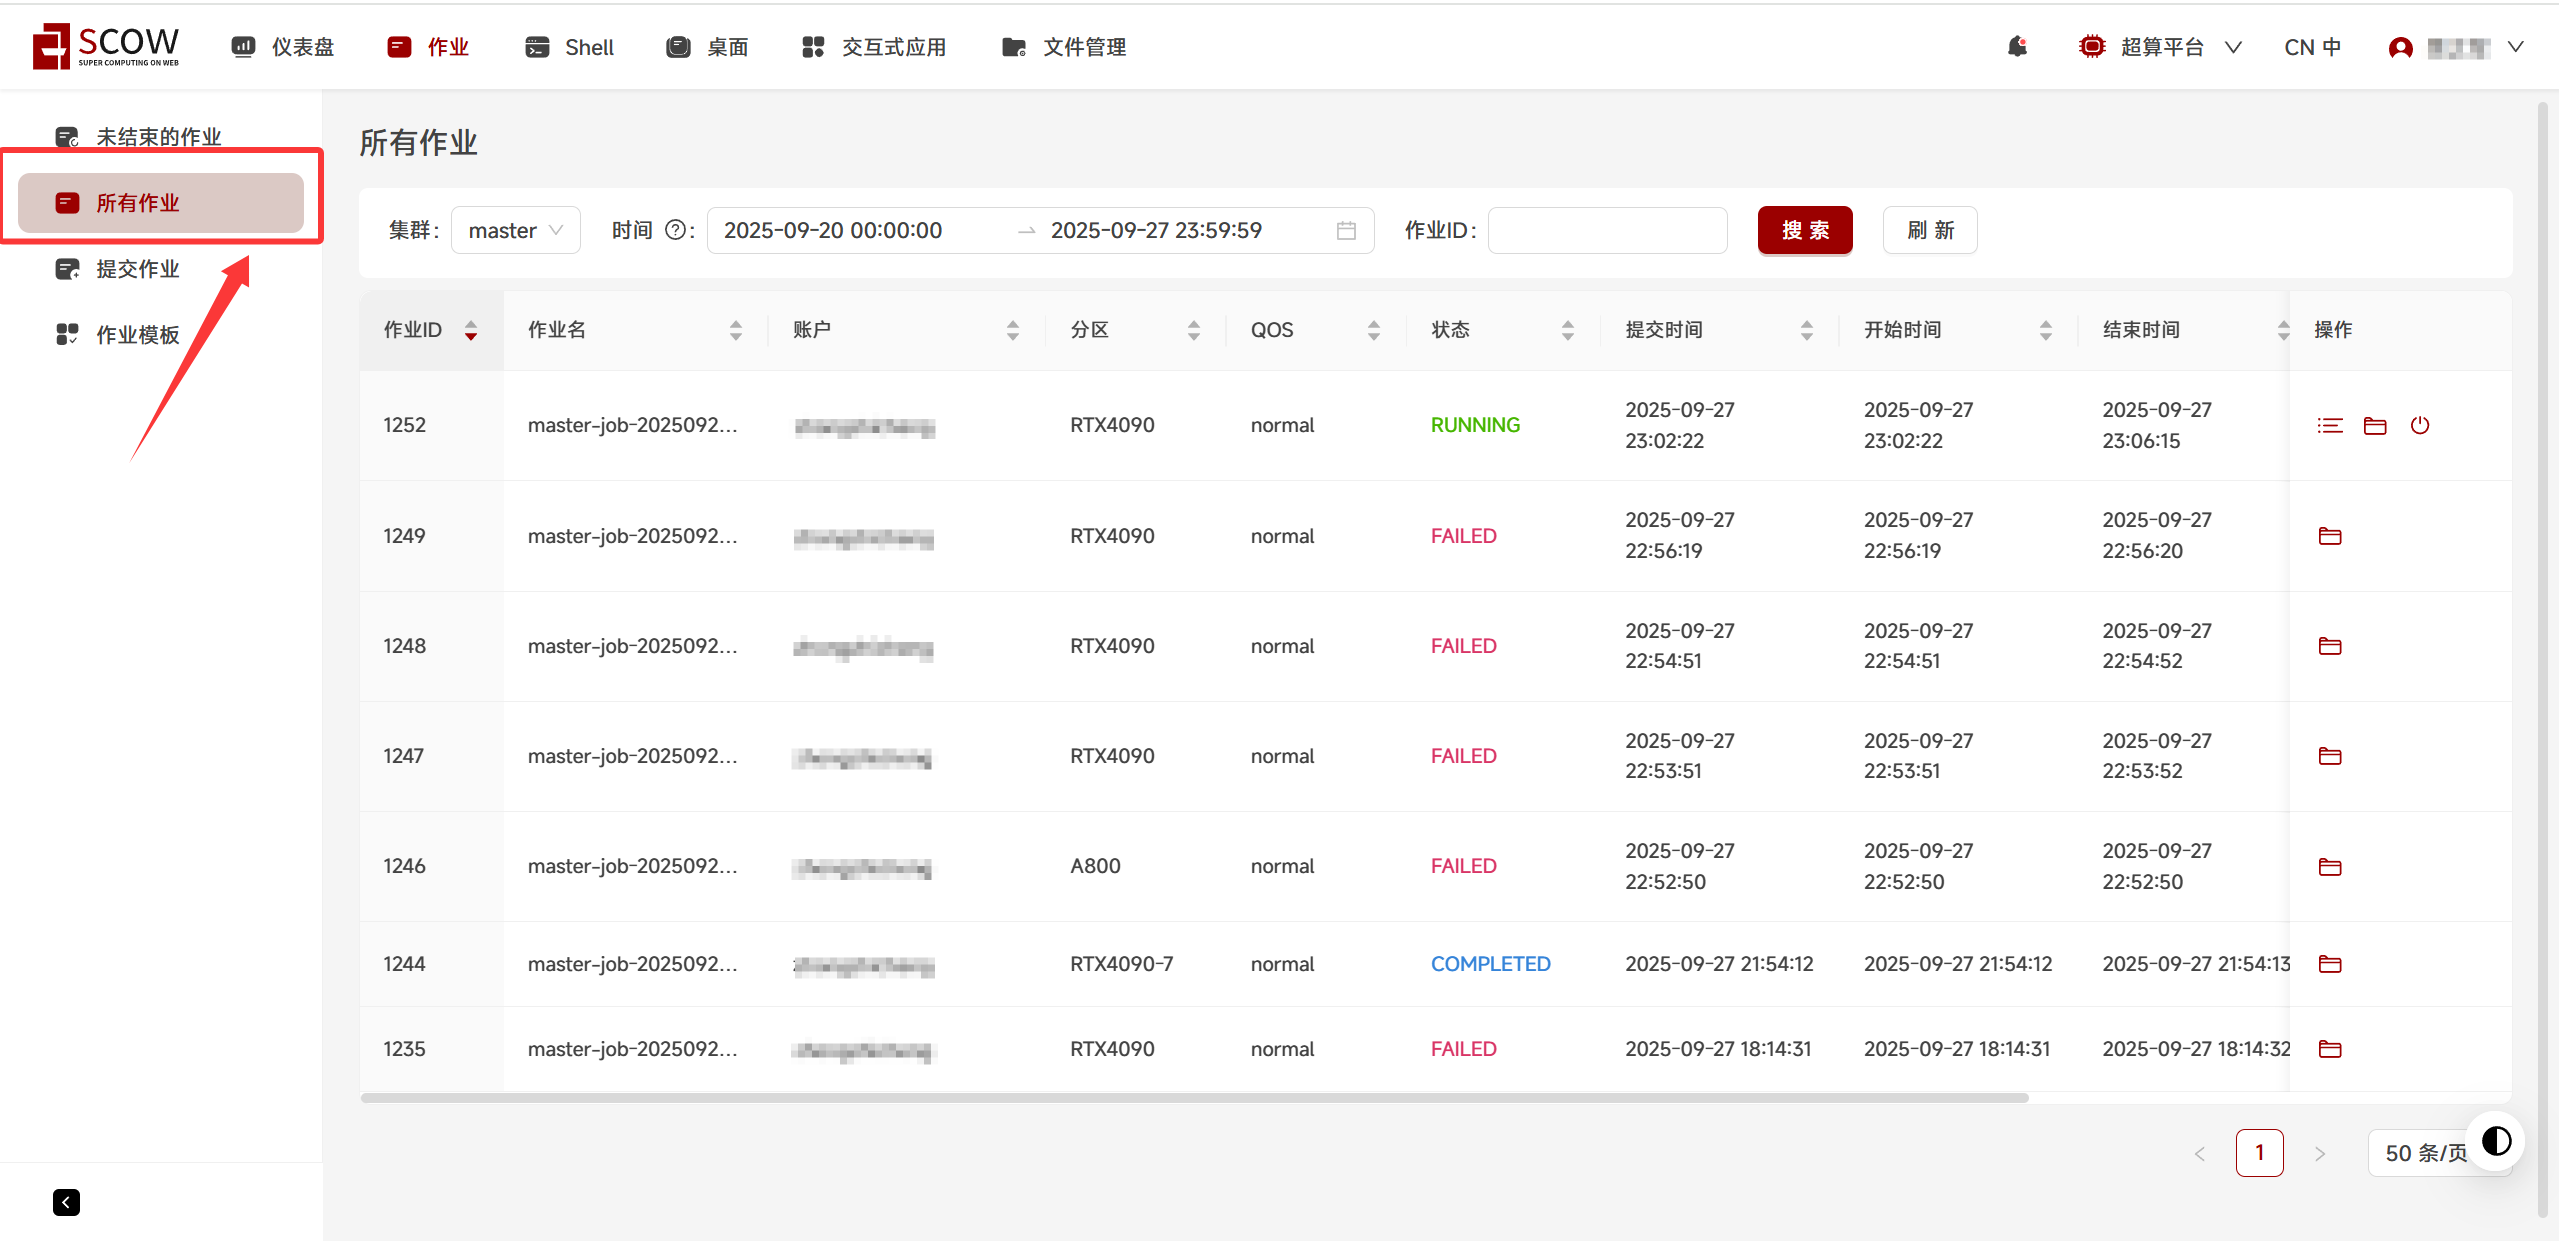 SCOW
SUPER COMPUTING ON WEB
仪表盘
作业
Shell
桌面
交互式应用
文件管理
超算平台
CN 中
未结束的作业
所有作业
提交作业
作业模板
所有作业
集群: master 时间 ?: 2025-09-20 00:00:00 → 2025-09-27 23:59:59 作业ID: 搜 索 刷 新
作业ID 作业名 账户 分区 QOS 状态 提交时间 开始时间 结束时间 操作
1252 master-job-2025092... RTX4090 normal RUNNING 2025-09-27 23:02:22 2025-09-27 23:02:22 2025-09-27 23:06:15
1249 master-job-2025092... RTX4090 normal FAILED 2025-09-27 22:56:19 2025-09-27 22:56:19 2025-09-27 22:56:20
1248 master-job-2025092... RTX4090 normal FAILED 2025-09-27 22:54:51 2025-09-27 22:54:51 2025-09-27 22:54:52
1247 master-job-2025092... RTX4090 normal FAILED 2025-09-27 22:53:51 2025-09-27 22:53:51 2025-09-27 22:53:52
1246 master-job-2025092... A800 normal FAILED 2025-09-27 22:52:50 2025-09-27 22:52:50 2025-09-27 22:52:50
1244 master-job-2025092... RTX4090-7 normal COMPLETED 2025-09-27 21:54:12 2025-09-27 21:54:12 2025-09-27 21:54:13
1235 master-job-2025092... RTX4090 normal FAILED 2025-09-27 18:14:31 2025-09-27 18:14:31 2025-09-27 18:14:32
1
50 条/页